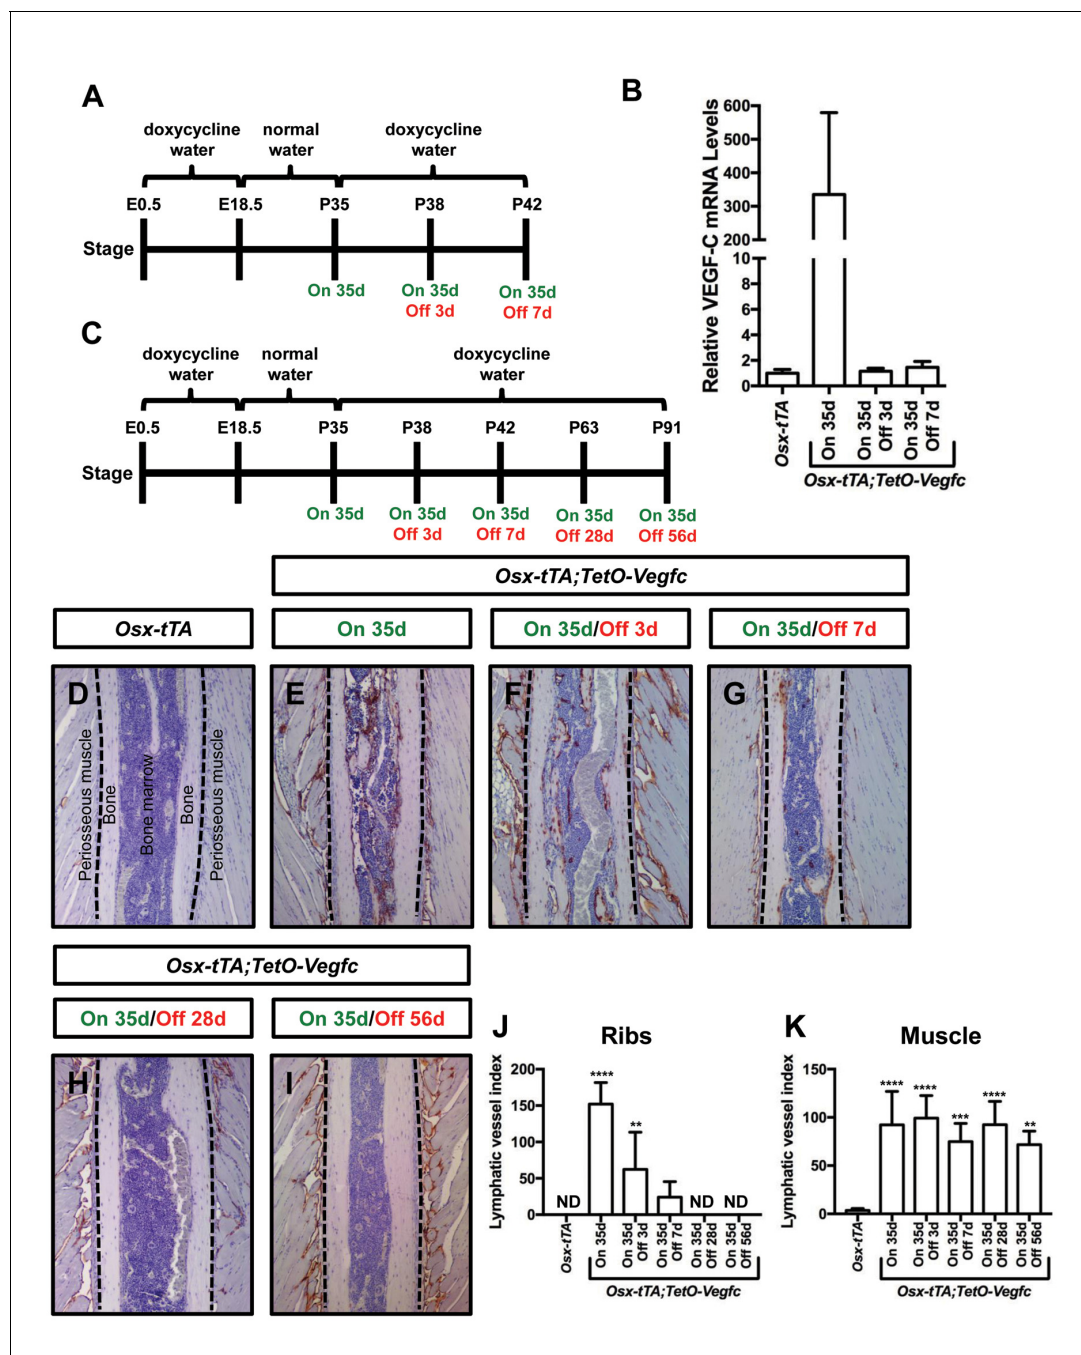 A
doxycycline water
normal water
doxycycline water
E0.5 E18.5 P35 P38 P42
Stage
On 35d On 35d On 35d
Off 3d Off 7d
B
Relative VEGF-C mRNA Levels
600
500
400
300
200
10
8
6
4
2
0
Osx-tTA
On 35d
On 35d Off 3d
On 35d Off 7d
Osx-tTA;TetO-Vegfc
C
doxycycline water
normal water
doxycycline water
E0.5 E18.5 P35 P38 P42 P63 P91
Stage
On 35d On 35d On 35d On 35d On 35d
Off 3d Off 7d Off 28d Off 56d
Osx-tTA;TetO-Vegfc
Osx-tTA
On 35d
On 35d/Off 3d
On 35d/Off 7d
D
Periosseous muscle
Bone
Bone marrow
Bone
Periosseous muscle
E
F
G
Osx-tTA;TetO-Vegfc
On 35d/Off 28d
On 35d/Off 56d
H
I
J
Ribs
Lymphatic vessel index
200
150
100
50
0
ND **** ** ND ND
Osx-tTA
On 35d
On 35d Off 3d
On 35d Off 7d
On 35d Off 28d
On 35d Off 56d
Osx-tTA;TetO-Vegfc
K
Muscle
Lymphatic vessel index
150
100
50
0
**** **** *** **** **
Osx-tTA
On 35d
On 35d Off 3d
On 35d Off 7d
On 35d Off 28d
On 35d Off 56d
Osx-tTA;TetO-Vegfc